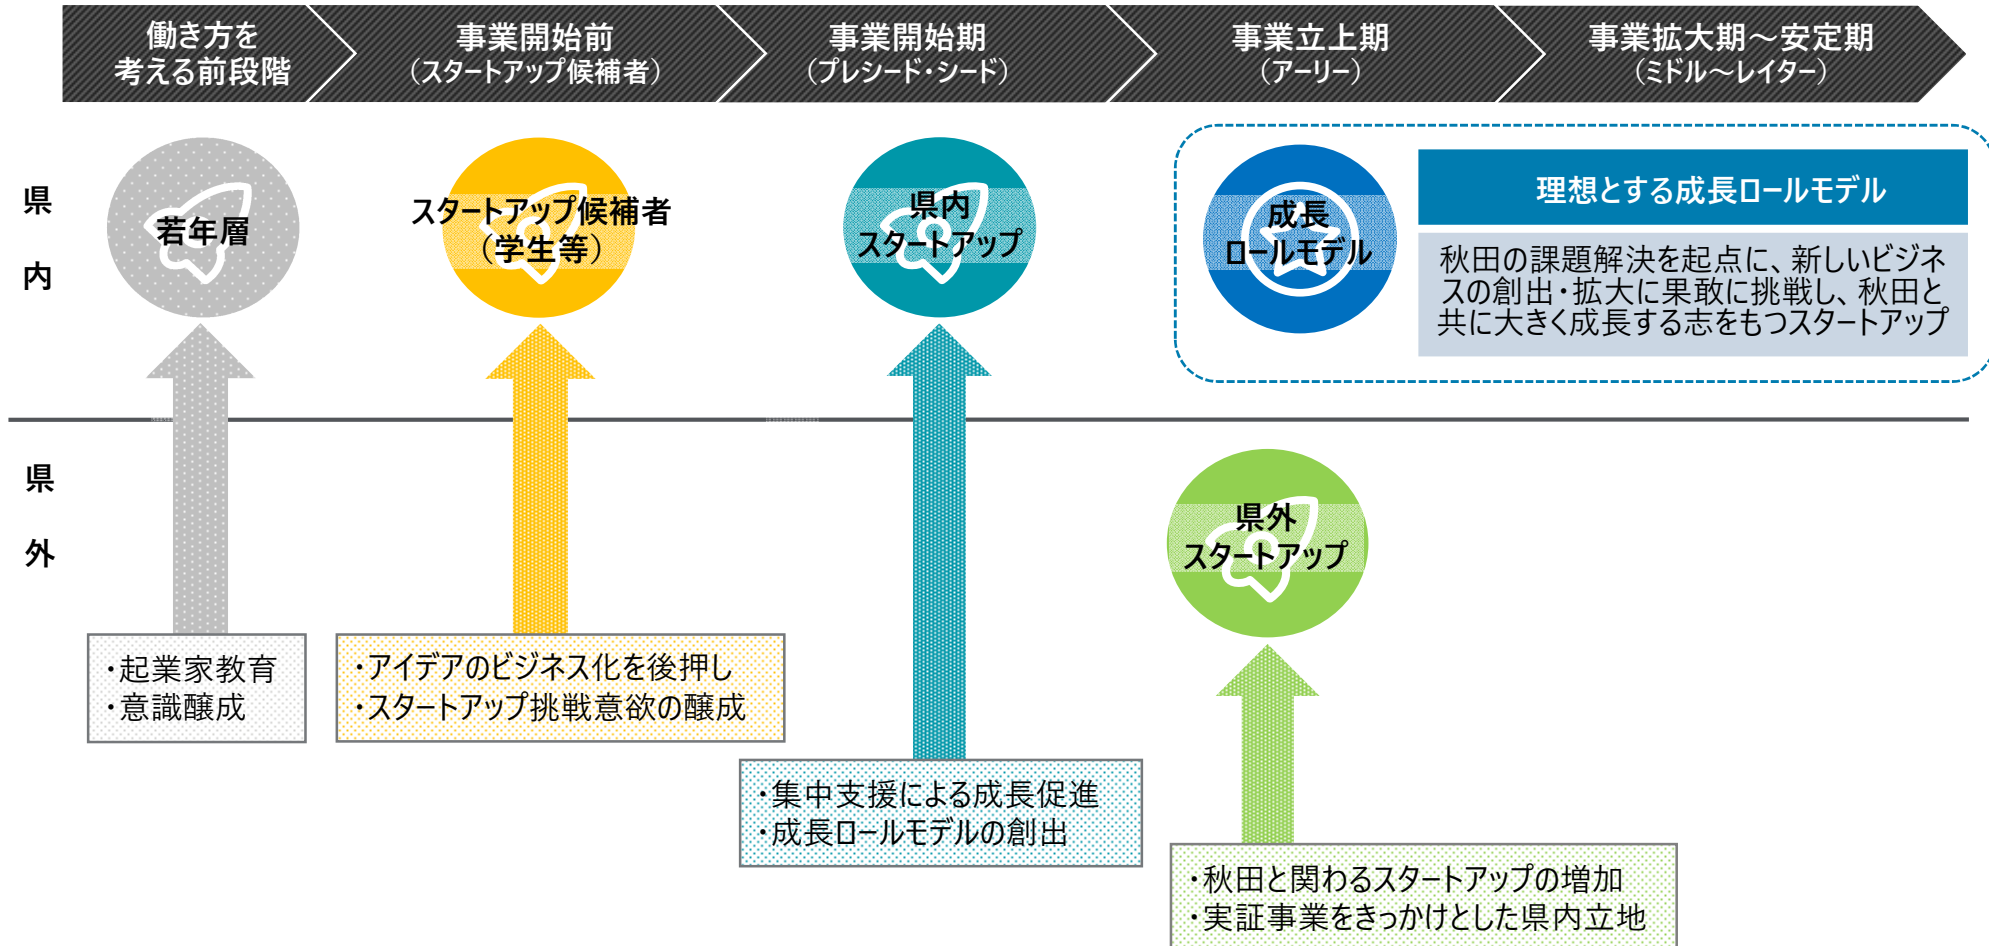 働き方を
考える前段階
事業開始前
（スタートアップ候補者）
事業開始期
（プレシード・シード）
事業立上期
（アーリー）
事業拡大期～安定期
（ミドル～レイター）
県
内
若年層
スタートアップ候補者
（学生等）
県内
スタートアップ
成長
ロールモデル
理想とする成長ロールモデル
秋田の課題解決を起点に、新しいビジネ
スの創出・拡大に果敢に挑戦し、秋田と
共に大きく成長する志をもつスタートアップ
県
外
県外
スタートアップ
・起業家教育
・意識醸成
・アイデアのビジネス化を後押し
・スタートアップ挑戦意欲の醸成
・集中支援による成長促進
・成長ロールモデルの創出
・秋田と関わるスタートアップの増加
・実証事業をきっかけとした県内立地